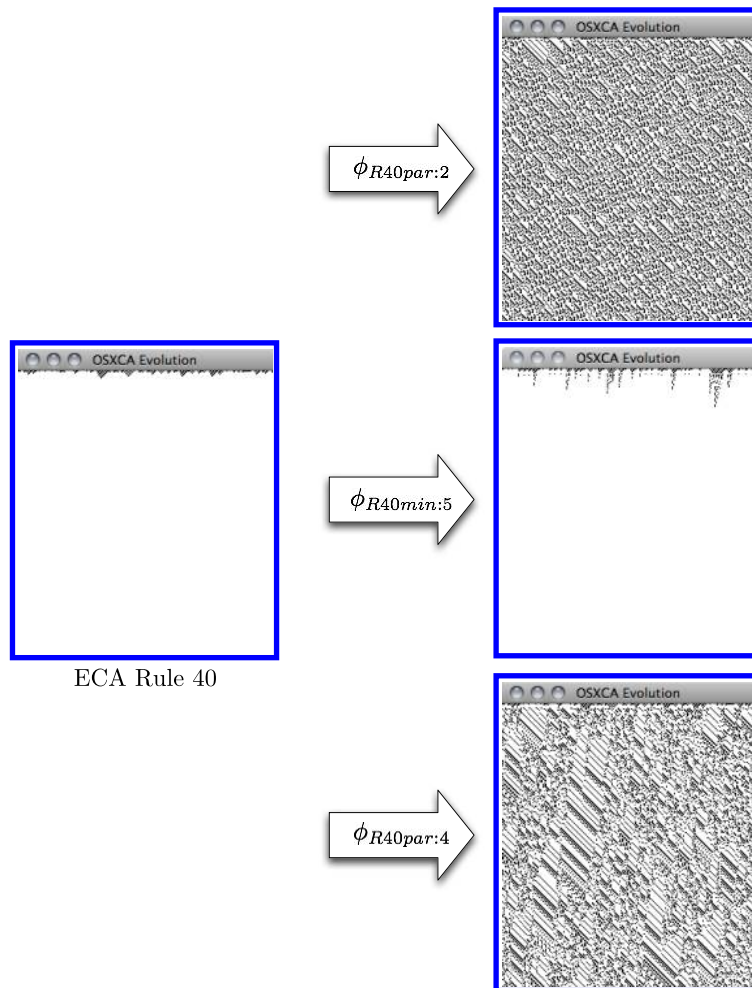 OSXCA Evolution
ϕR40par:2
OSXCA Evolution
OSXCA Evolution
ϕR40min:5
ECA Rule 40
OSXCA Evolution
ϕR40par:4